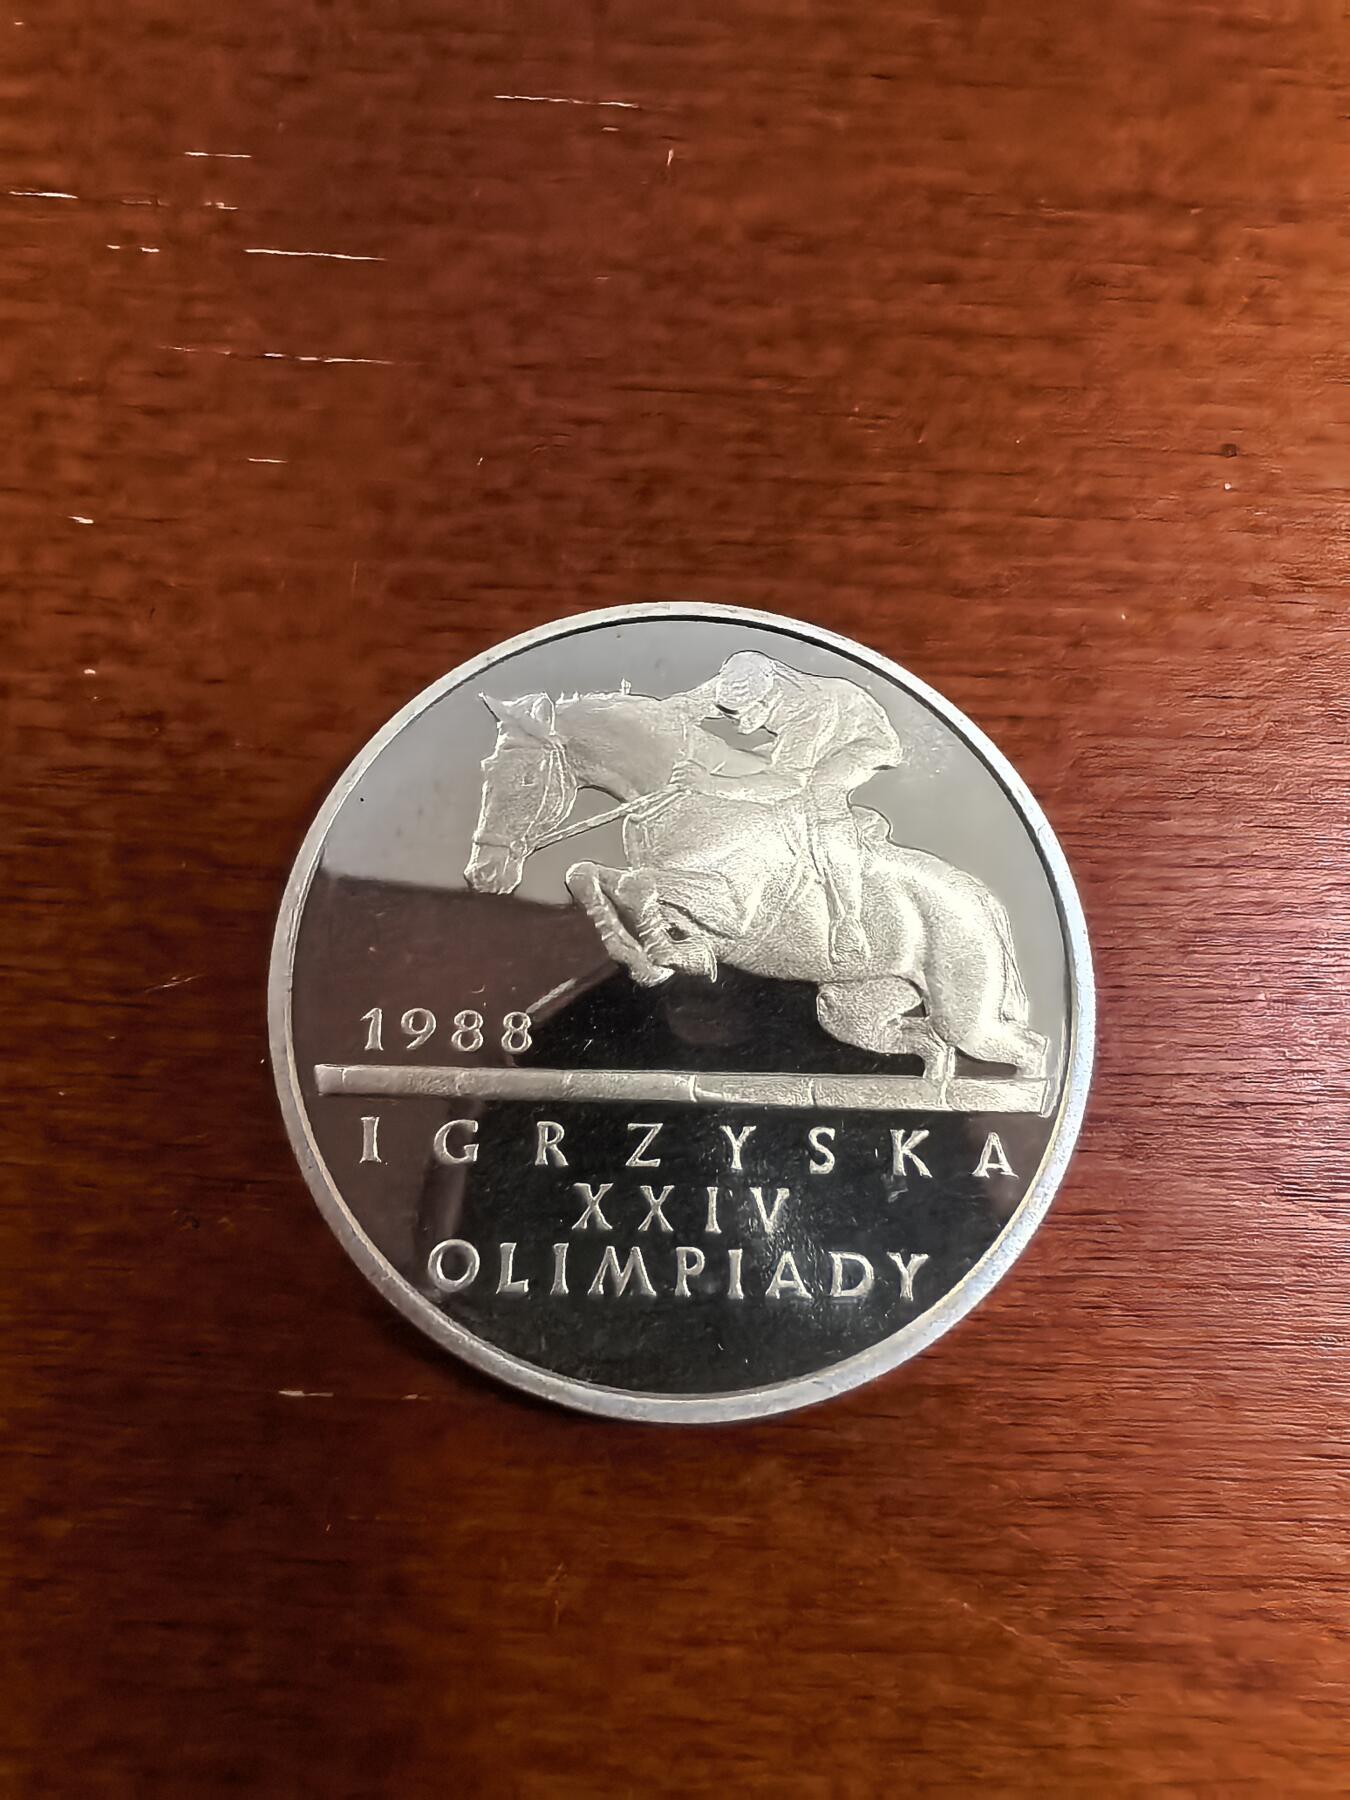 1988
IGRZYSKA
XXIV
OLIMPIADY